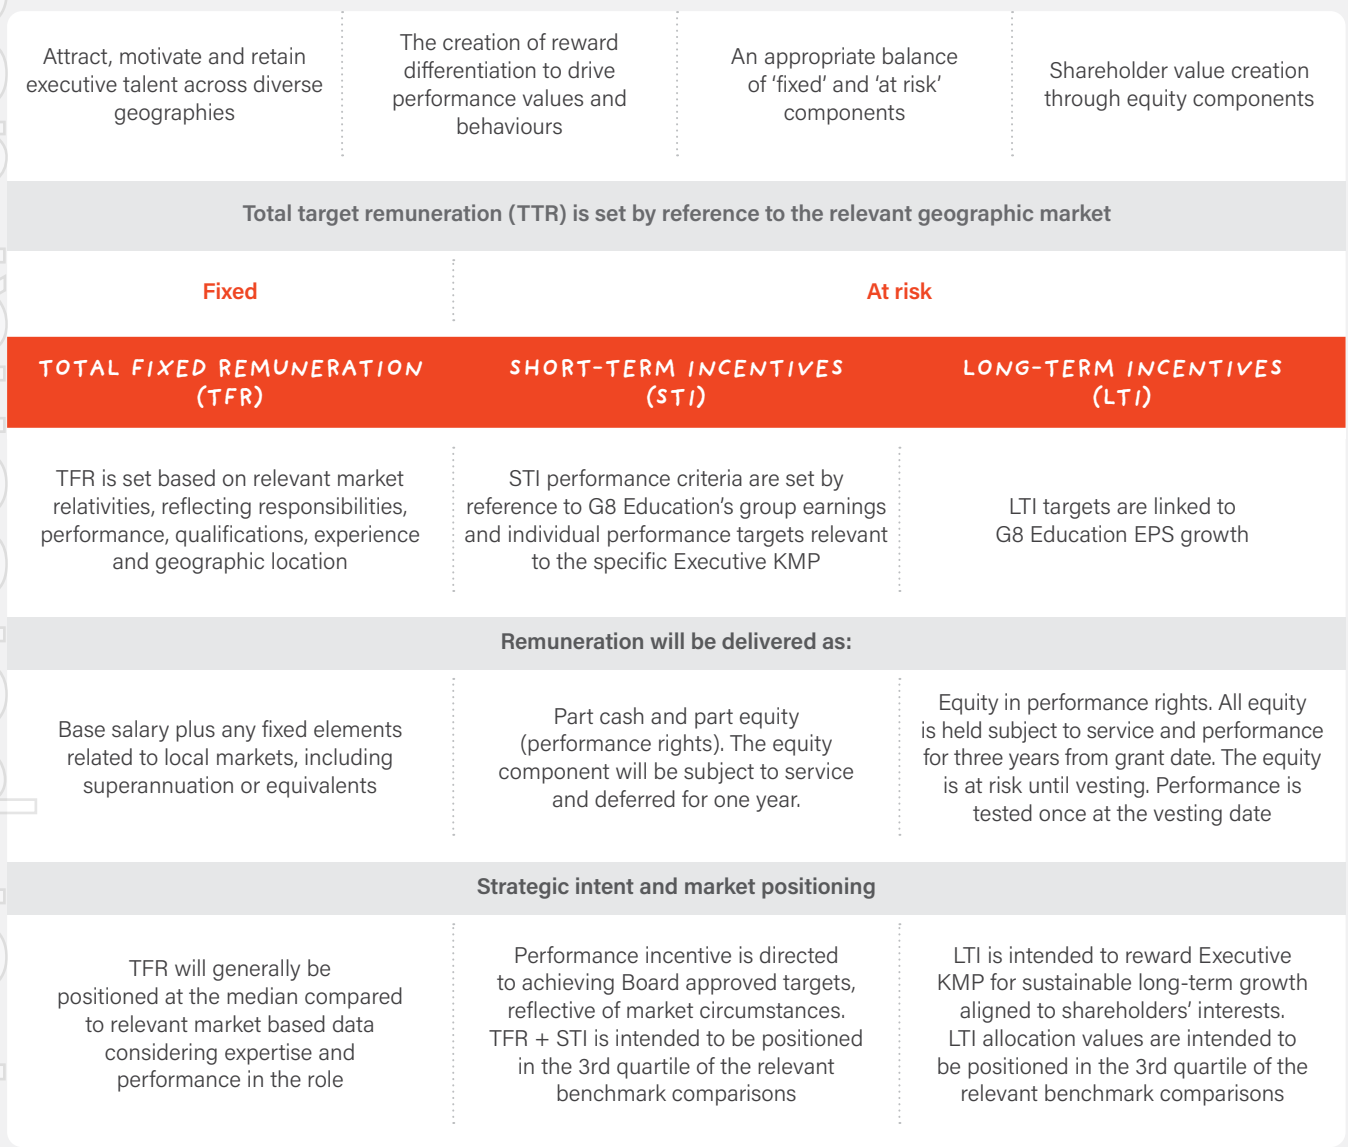 Attract, motivate and retain
executive talent across diverse
geographies
The creation of reward
differentiation to drive
performance values and
behaviours
An appropriate balance
of ‘fixed’ and ‘at risk’
components
Shareholder value creation
through equity components
Total target remuneration (TTR) is set by reference to the relevant geographic market
Fixed
At risk
TOTAL FIXED REMUNERATION
(TFR)
SHORT-TERM INCENTIVES
(STI)
LONG-TERM INCENTIVES
(LTI)
TFR is set based on relevant market
relativities, reflecting responsibilities,
performance, qualifications, experience
and geographic location
STI performance criteria are set by
reference to G8 Education’s group earnings
and individual performance targets relevant
to the specific Executive KMP
LTI targets are linked to
G8 Education EPS growth
Remuneration will be delivered as:
Base salary plus any fixed elements
related to local markets, including
superannuation or equivalents
Part cash and part equity
(performance rights). The equity
component will be subject to service
and deferred for one year.
Equity in performance rights. All equity
is held subject to service and performance
for three years from grant date. The equity
is at risk until vesting. Performance is
tested once at the vesting date
Strategic intent and market positioning
TFR will generally be
positioned at the median compared
to relevant market based data
considering expertise and
performance in the role
Performance incentive is directed
to achieving Board approved targets,
reflective of market circumstances.
TFR + STI is intended to be positioned
in the 3rd quartile of the relevant
benchmark comparisons
LTI is intended to reward Executive
KMP for sustainable long-term growth
aligned to shareholders’ interests.
LTI allocation values are intended to
be positioned in the 3rd quartile of the
relevant benchmark comparisons